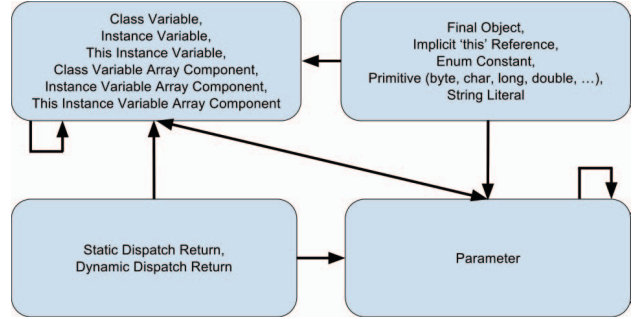 Class Variable,
Instance Variable,
This Instance Variable,
Class Variable Array Component,
Instance Variable Array Component,
This Instance Variable Array Component
Final Object,
Implicit 'this' Reference,
Enum Constant,
Primitive (byte, char, long, double, …),
String Literal
Static Dispatch Return,
Dynamic Dispatch Return
Parameter